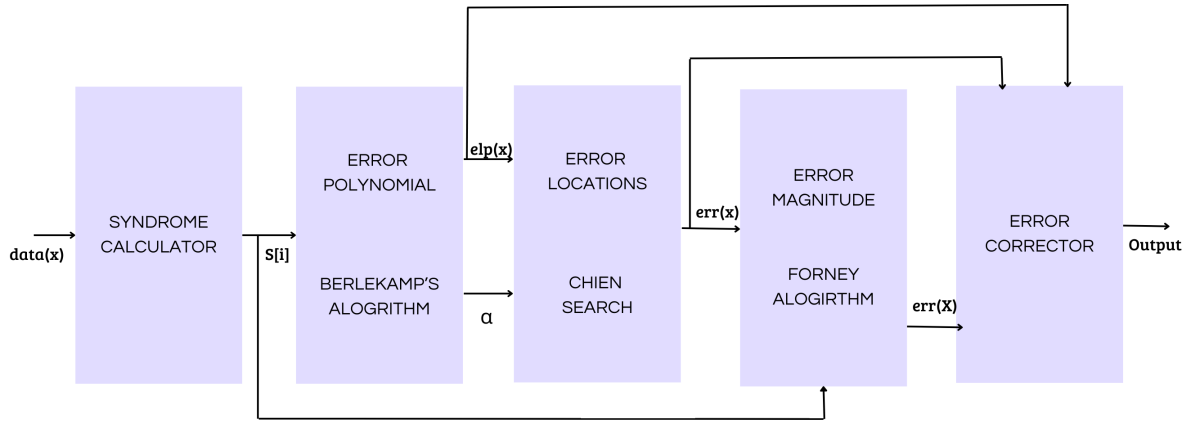 data(x)
SYNDROME
CALCULATOR
S[i]
ERROR
POLYNOMIAL
BERLEKAMP'S
ALOGRITHM
elp(x)
α
ERROR
LOCATIONS
CHIEN
SEARCH
err(x)
ERROR
MAGNITUDE
FORNEY
ALOGIRTHM
err(X)
ERROR
CORRECTOR
Output